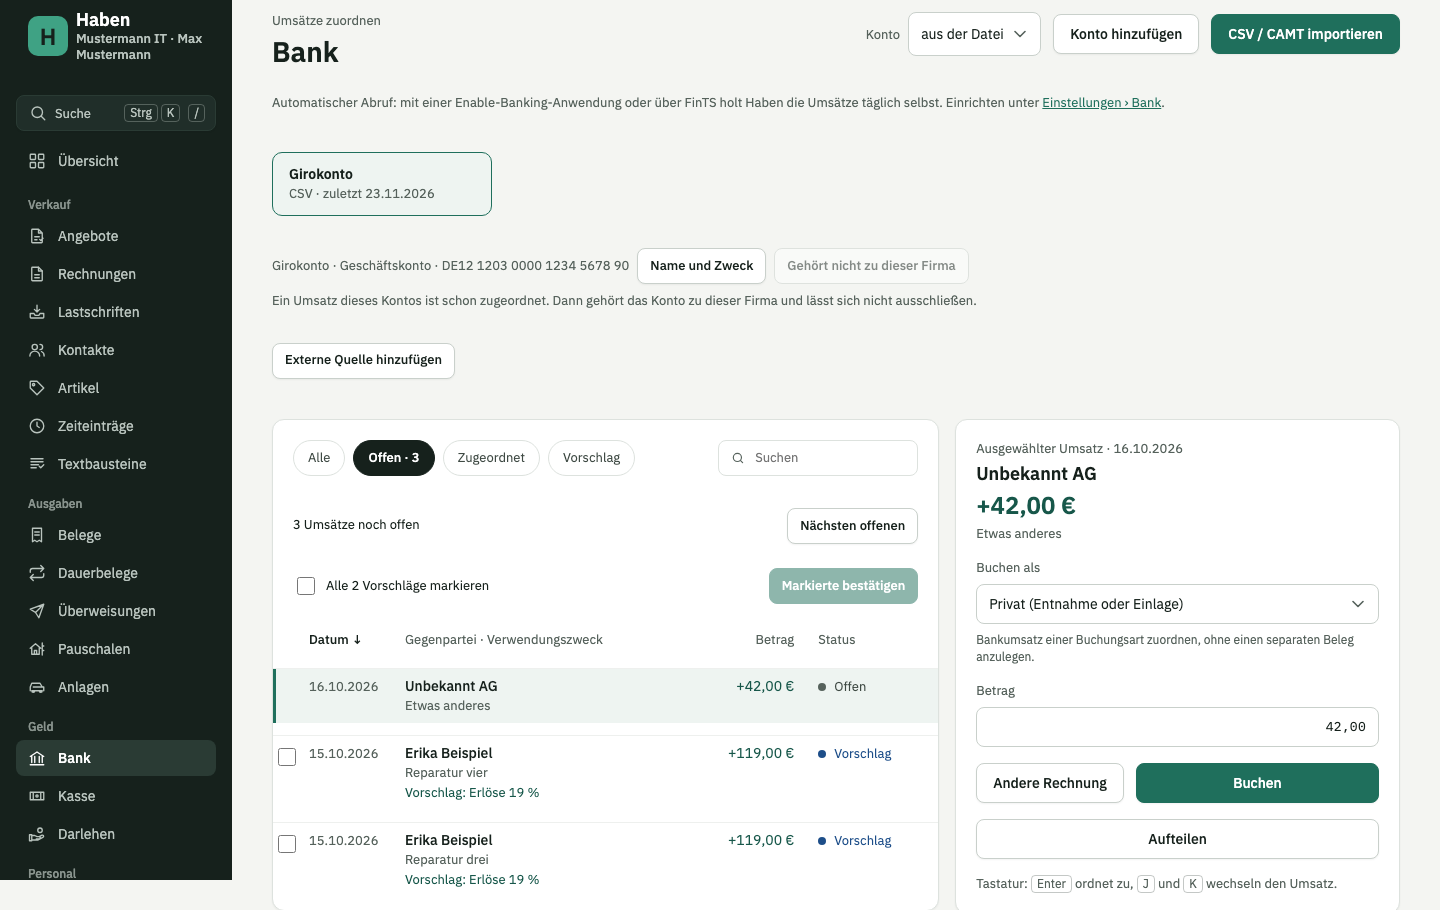 H
Haben
Mustermann IT · Max
Mustermann
Suche Strg K /
Übersicht
Verkauf
Angebote
Rechnungen
Lastschriften
Kontakte
Artikel
Zeiteinträge
Textbausteine
Ausgaben
Belege
Dauerbelege
Überweisungen
Pauschalen
Anlagen
Geld
Bank
Kasse
Darlehen
Personal
Umsätze zuordnen
Bank
Konto aus der Datei Konto hinzufügen CSV / CAMT importieren
Automatischer Abruf: mit einer Enable-Banking-Anwendung oder über FinTS holt Haben die Umsätze täglich selbst. Einrichten unter Einstellungen › Bank.
Girokonto
CSV · zuletzt 23.11.2026
Girokonto · Geschäftskonto · DE12 1203 0000 1234 5678 90 Name und Zweck Gehört nicht zu dieser Firma
Ein Umsatz dieses Kontos ist schon zugeordnet. Dann gehört das Konto zu dieser Firma und lässt sich nicht ausschließen.
Externe Quelle hinzufügen
Alle Offen · 3 Zugeordnet Vorschlag Suchen
3 Umsätze noch offen Nächsten offenen
Alle 2 Vorschläge markieren Markierte bestätigen
Datum ↓ Gegenpartei · Verwendungszweck Betrag Status
16.10.2026 Unbekannt AG +42,00 € Offen
Etwas anderes
15.10.2026 Erika Beispiel +119,00 € Vorschlag
Reparatur vier
Vorschlag: Erlöse 19 %
15.10.2026 Erika Beispiel +119,00 € Vorschlag
Reparatur drei
Vorschlag: Erlöse 19 %
Ausgewählter Umsatz · 16.10.2026
Unbekannt AG
+42,00 €
Etwas anderes
Buchen als
Privat (Entnahme oder Einlage)
Bankumsatz einer Buchungsart zuordnen, ohne einen separaten Beleg
anzulegen.
Betrag
42,00
Andere Rechnung Buchen
Aufteilen
Tastatur: Enter ordnet zu, J und K wechseln den Umsatz.